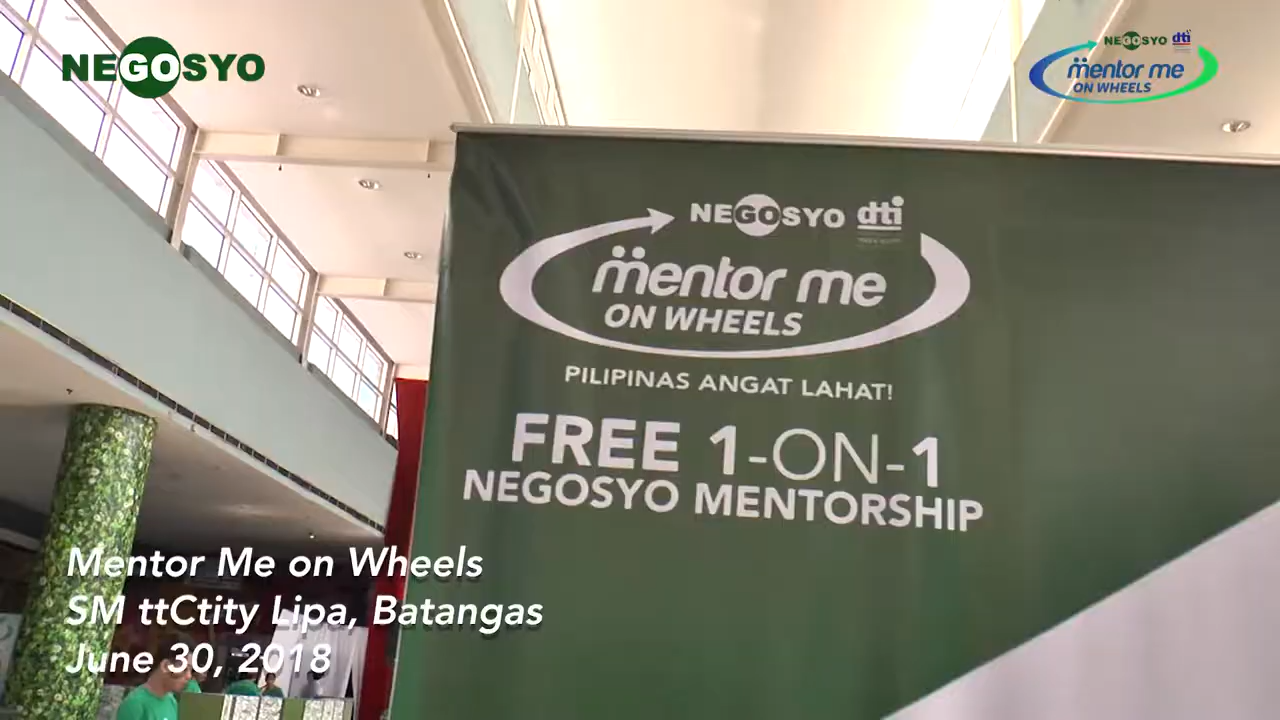 NEGOSYO
NEGOSYO dti
mentor me
ON WHEELS
NEGOSYO dti
mentor me
ON WHEELS
PILIPINAS ANGAT LAHAT!
FREE 1-ON-1
NEGOSYO MENTORSHIP
Mentor Me on Wheels
SM ttCtity Lipa, Batangas
June 30, 2018